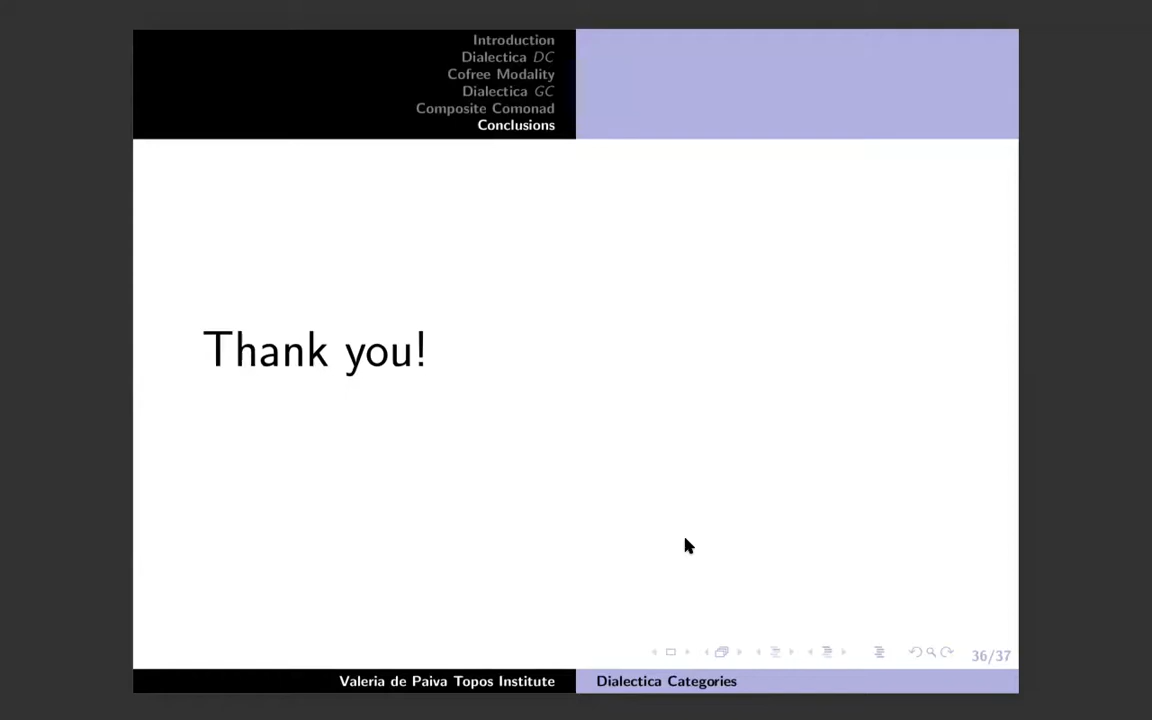 Introduction
Dialectica DC
Cofree Modality
Dialectica GC
Composite Comonad
Conclusions
Thank you!
36/37
Valeria de Paiva Topos Institute
Dialectica Categories